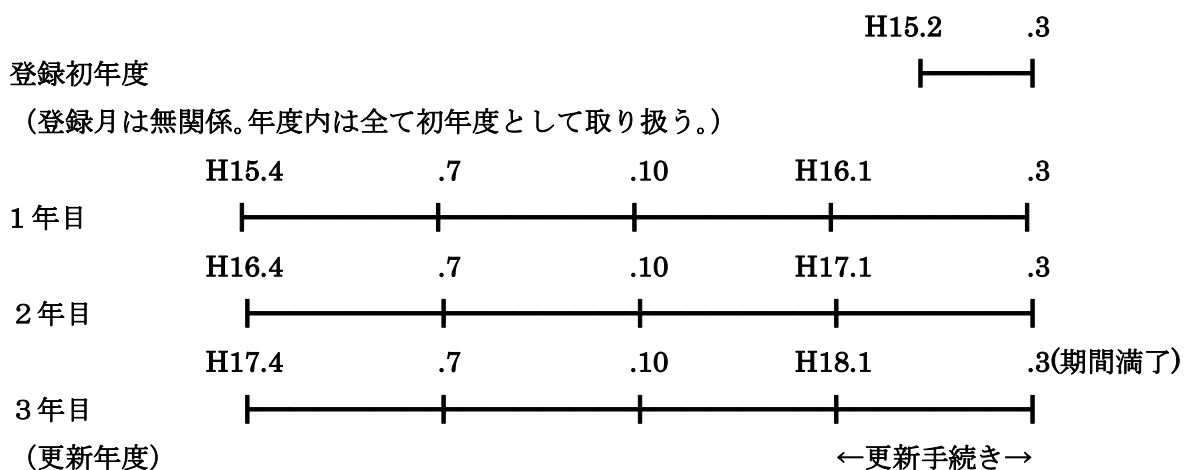 H15.2 .3
登録初年度
（登録月は無関係。年度内は全て初年度として取り扱う。）
H15.4 .7 .10 H16.1 .3
1年目
H16.4 .7 .10 H17.1 .3
２年目
H17.4 .7 .10 H18.1 .3(期間満了)
３年目
（更新年度） ←更新手続き→